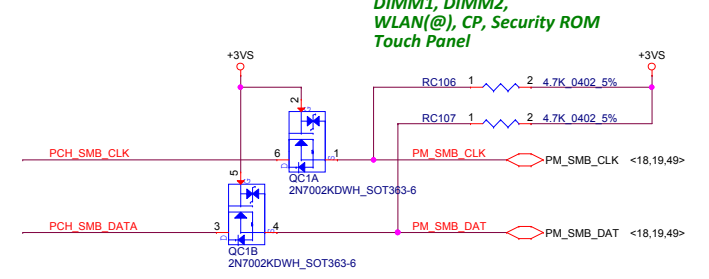 DIMM1, DIMM2,
WLAN(@), CP, Security ROM
Touch Panel
+3VS
+3VS
RC106 1 2 4.7K_0402_5%
2
G
RC107 1 2 4.7K_0402_5%
PCH_SMB_CLK 6 D S 1 PM_SMB_CLK PM_SMB_CLK <18,19,49>
5
G
QC1A
2N7002KDWH_SOT363-6
PCH_SMB_DATA 3 D S 4 PM_SMB_DAT PM_SMB_DAT <18,19,49>
QC1B
2N7002KDWH_SOT363-6